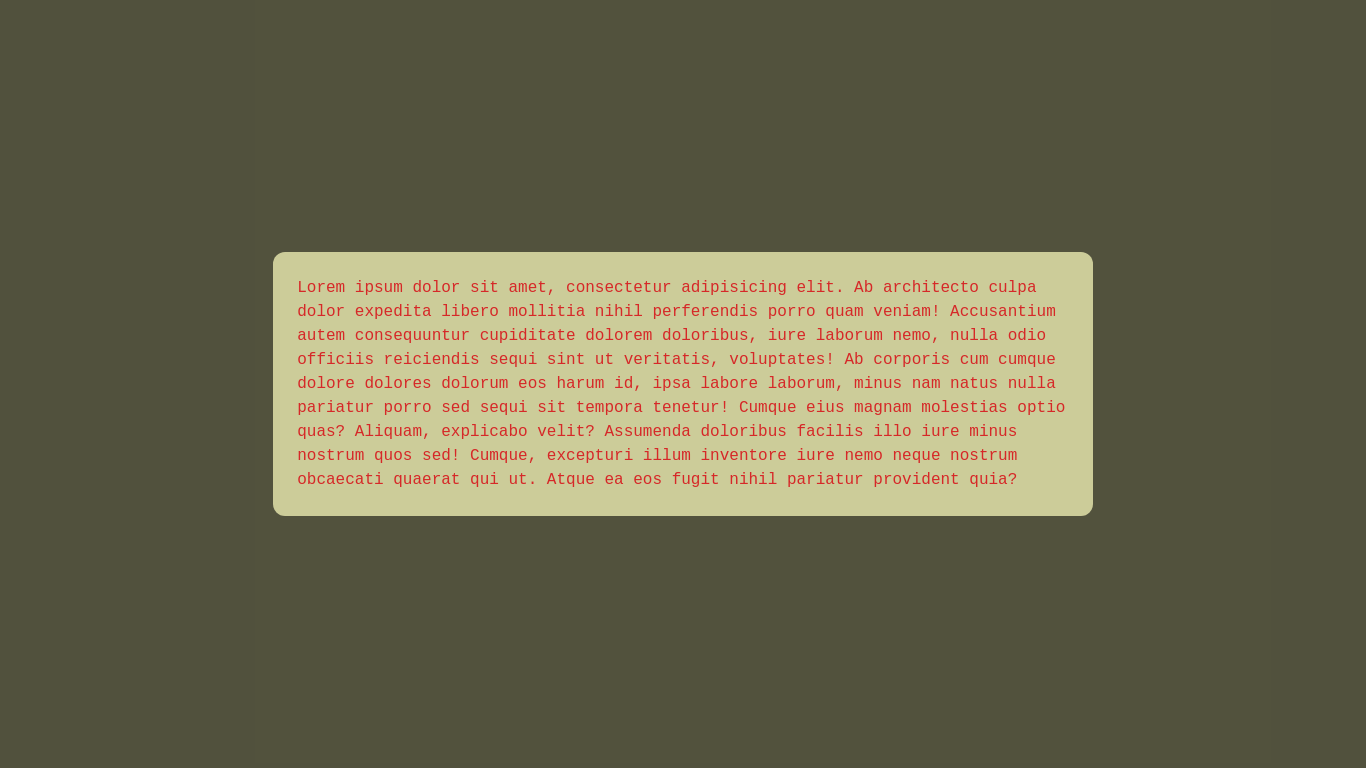 Lorem ipsum dolor sit amet, consectetur adipisicing elit. Ab architecto culpa
dolor expedita libero mollitia nihil perferendis porro quam veniam! Accusantium
autem consequuntur cupiditate dolorem doloribus, iure laborum nemo, nulla odio
officiis reiciendis sequi sint ut veritatis, voluptates! Ab corporis cum cumque
dolore dolores dolorum eos harum id, ipsa labore laborum, minus nam natus nulla
pariatur porro sed sequi sit tempora tenetur! Cumque eius magnam molestias optio
quas? Aliquam, explicabo velit? Assumenda doloribus facilis illo iure minus
nostrum quos sed! Cumque, excepturi illum inventore iure nemo neque nostrum
obcaecati quaerat qui ut. Atque ea eos fugit nihil pariatur provident quia?